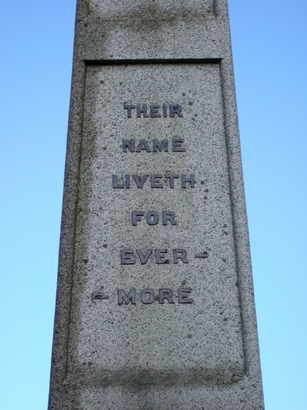 THEIR
NAME
LIVETH
FOR
EVER-
-MORE